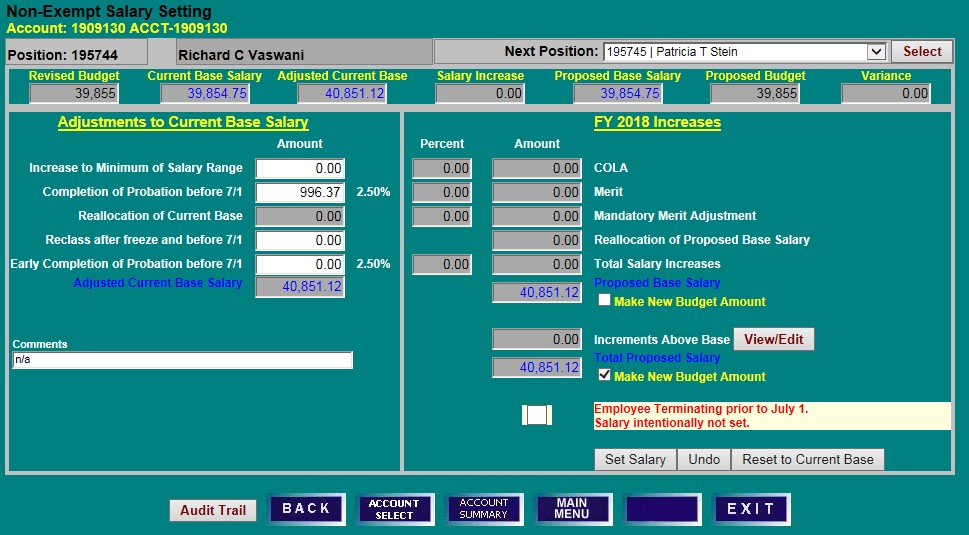 Non-Exempt Salary Setting
Account: 1909130 ACCT-1909130
Position: 195744 Richard C Vaswani Next Position: 195745 | Patricia T Stein Select
Revised Budget Current Base Salary Adjusted Current Base Salary Increase Proposed Base Salary Proposed Budget Variance
39,855 39,854.75 40,851.12 0.00 39,854.75 39,855 0.00
Adjustments to Current Base Salary
Amount
Increase to Minimum of Salary Range 0.00
Completion of Probation before 7/1 996.37 2.50%
Reallocation of Current Base 0.00
Reclass after freeze and before 7/1 0.00
Early Completion of Probation before 7/1 0.00 2.50%
Adjusted Current Base Salary 40,851.12
Comments
n/a
FY 2018 Increases
Percent Amount
0.00 0.00 COLA
0.00 0.00 Merit
0.00 0.00 Mandatory Merit Adjustment
0.00 Reallocation of Proposed Base Salary
0.00 0.00 Total Salary Increases
40,851.12 Proposed Base Salary
Make New Budget Amount
0.00 Increments Above Base View/Edit
40,851.12 Total Proposed Salary
Make New Budget Amount
Employee Terminating prior to July 1.
Salary intentionally not set.
Set Salary Undo Reset to Current Base
Audit Trail BACK ACCOUNT SELECT ACCOUNT SUMMARY MAIN MENU EXIT